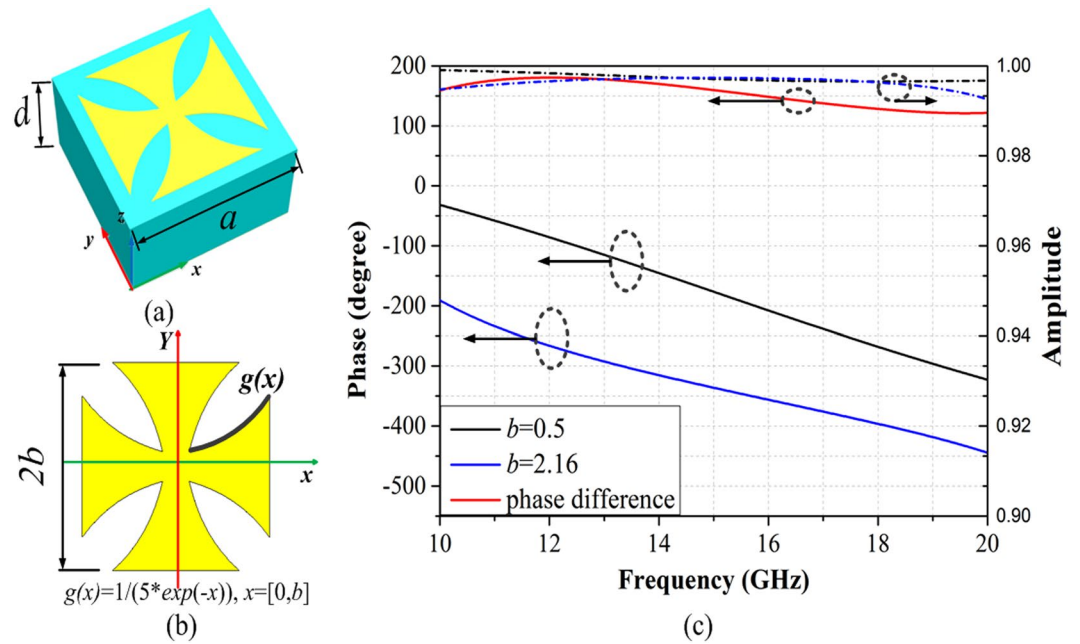 d
a
z
y
x
(a)
Y
g(x)
2b
x
g(x)=1/(5*exp(-x)), x=[0,b]
(b)
200
100
0
-100
-200
-300
-400
-500
Phase (degree)
1.00
0.98
0.96
0.94
0.92
0.90
Amplitude
b=0.5
b=2.16
phase difference
10 12 14 16 18 20
Frequency (GHz)
(c)